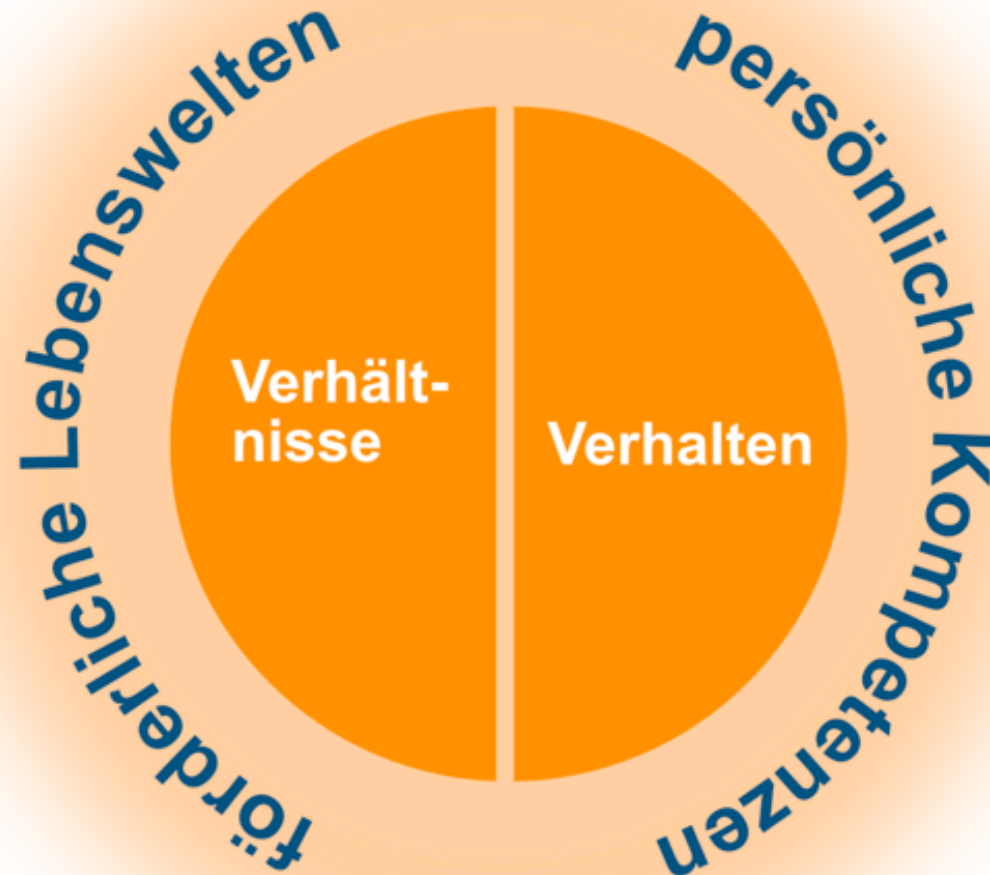 förderliche Lebenswelten
persönliche Kompetenzen
Verhält-
nisse
Verhalten